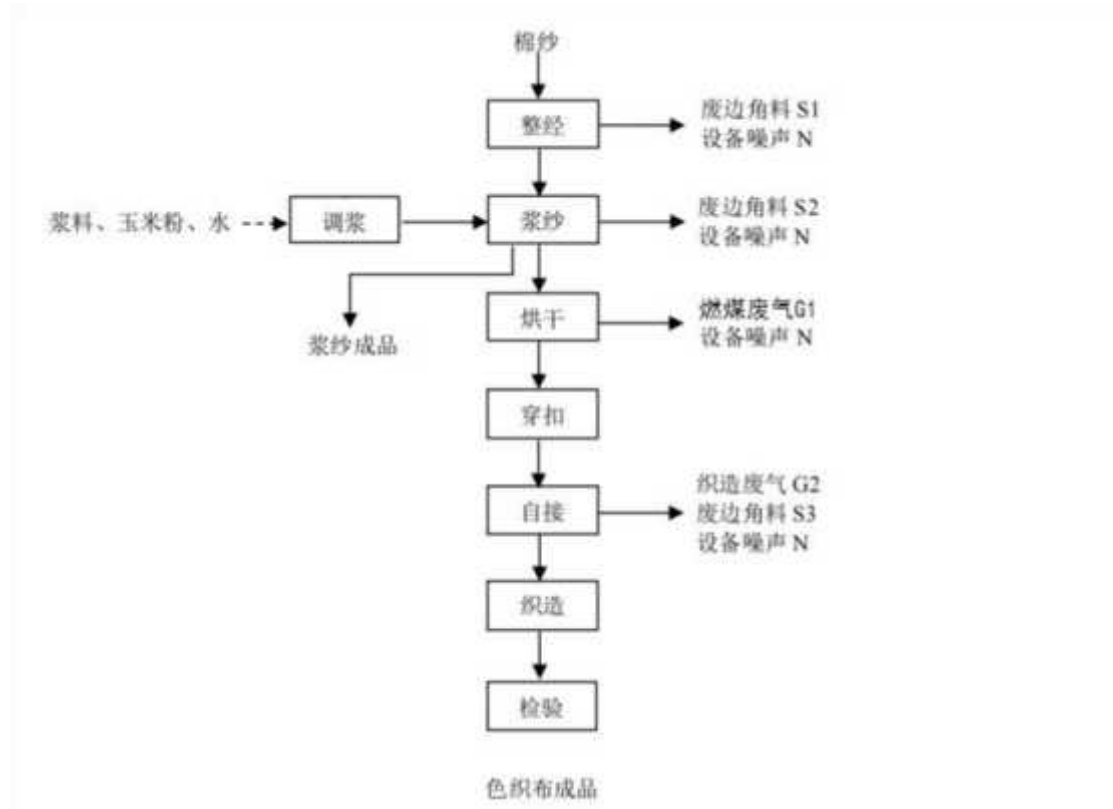 棉纱
整经
废边角料 S1
设备噪声 N
浆料、玉米粉、水
调浆
浆纱
废边角料 S2
设备噪声 N
烘干
燃煤废气G1
设备噪声 N
浆纱成品
穿扣
自接
织造废气 G2
废边角料 S3
设备噪声 N
织造
检验
色织布成品